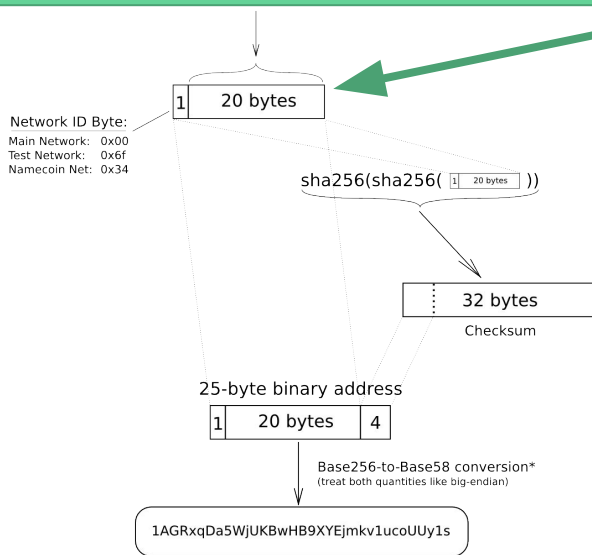 1
20 bytes
Network ID Byte:
Main Network: 0x00
Test Network: 0x6f
Namecoin Net: 0x34
sha256(sha256( 1 20 bytes ))
32 bytes
Checksum
25-byte binary address
1
20 bytes
4
Base256-to-Base58 conversion*
(treat both quantities like big-endian)
1AGRxqDa5WjUKBwHB9XYEjmkv1ucoUUy1s